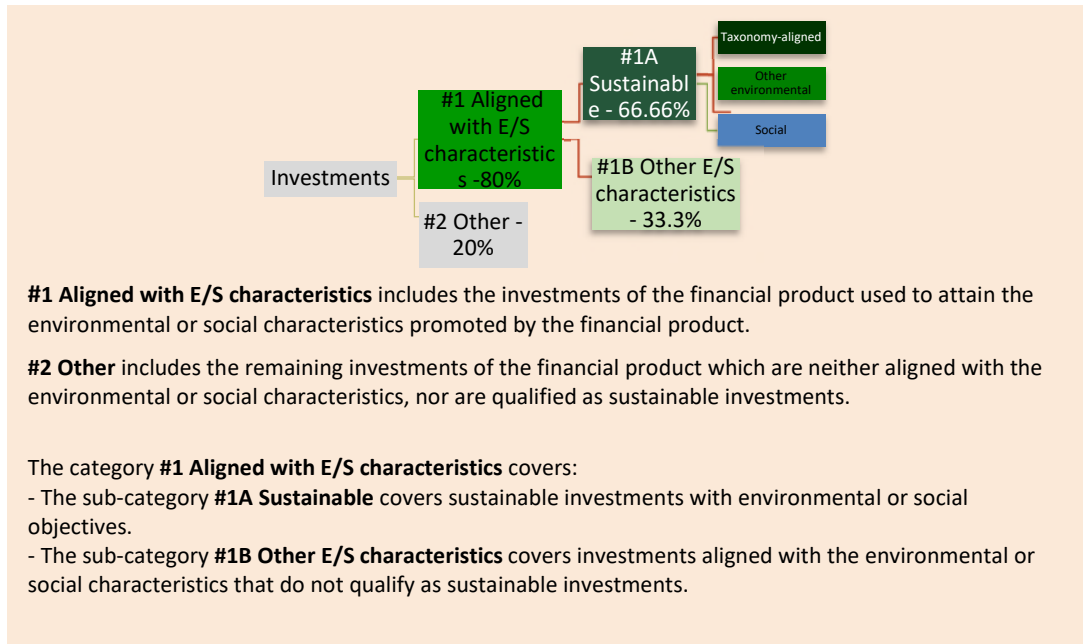 Taxonomy-aligned
#1A
Sustainabl
e - 66.66%
Other
environmental
#1 Aligned
with E/S
characteristic
s -80%
Social
Investments
#1B Other E/S
characteristics
- 33.3%
#2 Other -
20%
#1 Aligned with E/S characteristics includes the investments of the financial product used to attain the
environmental or social characteristics promoted by the financial product.
#2 Other includes the remaining investments of the financial product which are neither aligned with the
environmental or social characteristics, nor are qualified as sustainable investments.
The category #1 Aligned with E/S characteristics covers:
- The sub-category #1A Sustainable covers sustainable investments with environmental or social
objectives.
- The sub-category #1B Other E/S characteristics covers investments aligned with the environmental or
social characteristics that do not qualify as sustainable investments.